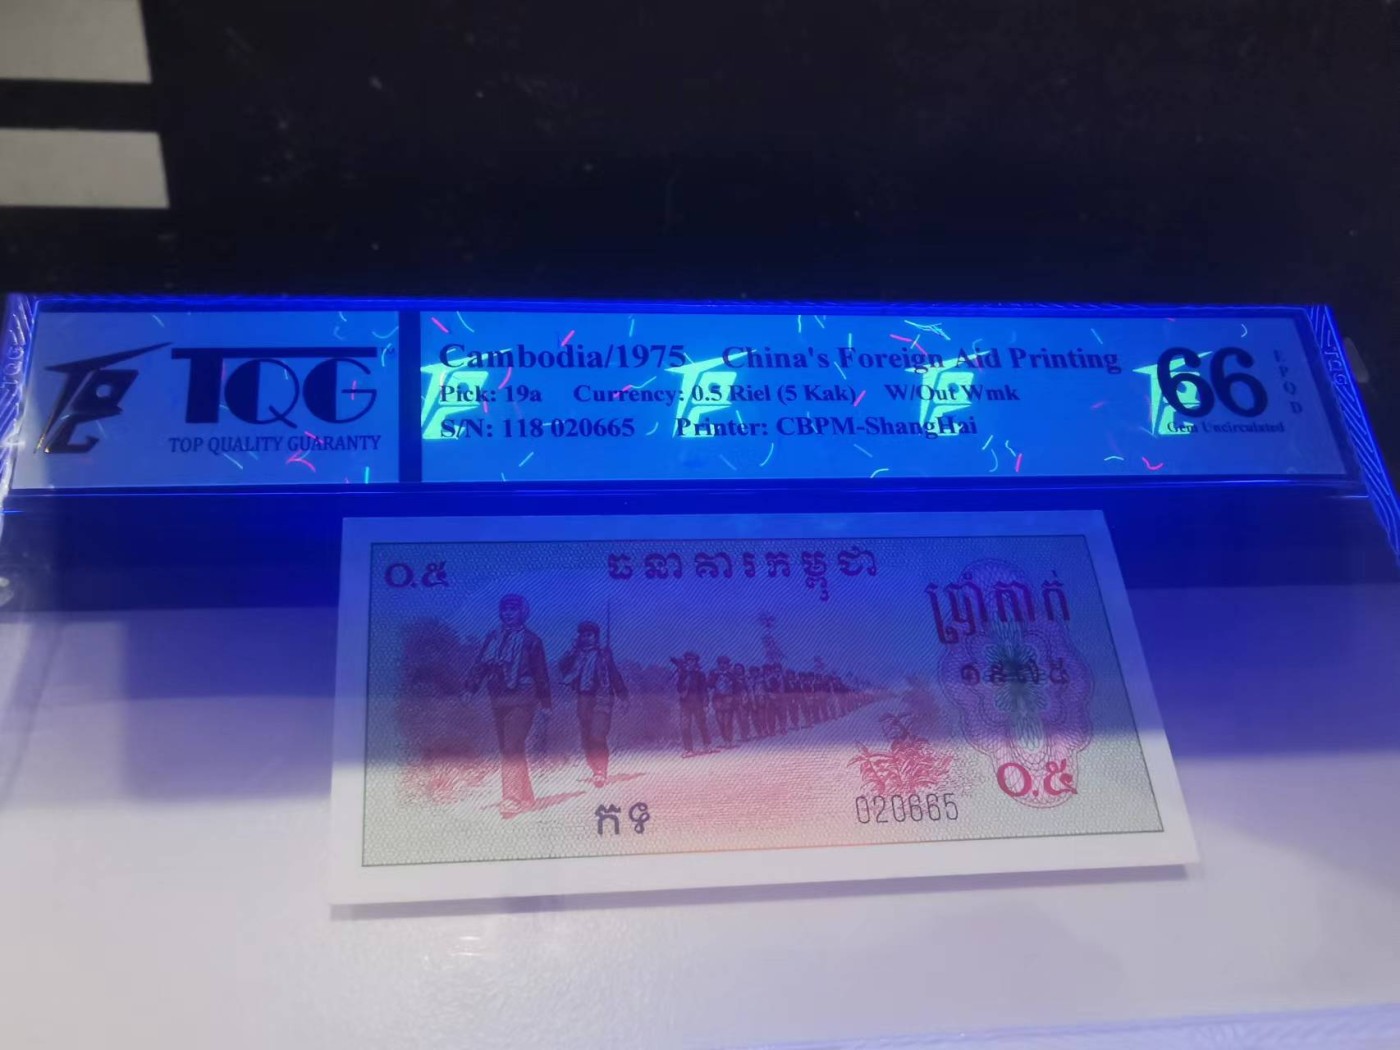 TQG
TOP QUALITY GUARANTY
Cambodia/1975 China's Foreign Aid Printing
Pick: 19a Currency: 0.5 Riel (5 Kak) W/Out Wmk
S/N: 118 020665 Printer: CBPM-ShangHai
66
Gem Uncirculated
EPQD
០.៥
ធនាគារកម្ពុជា
ប្រាំកាក់
១៩៧៥
០.៥
កទ
020665